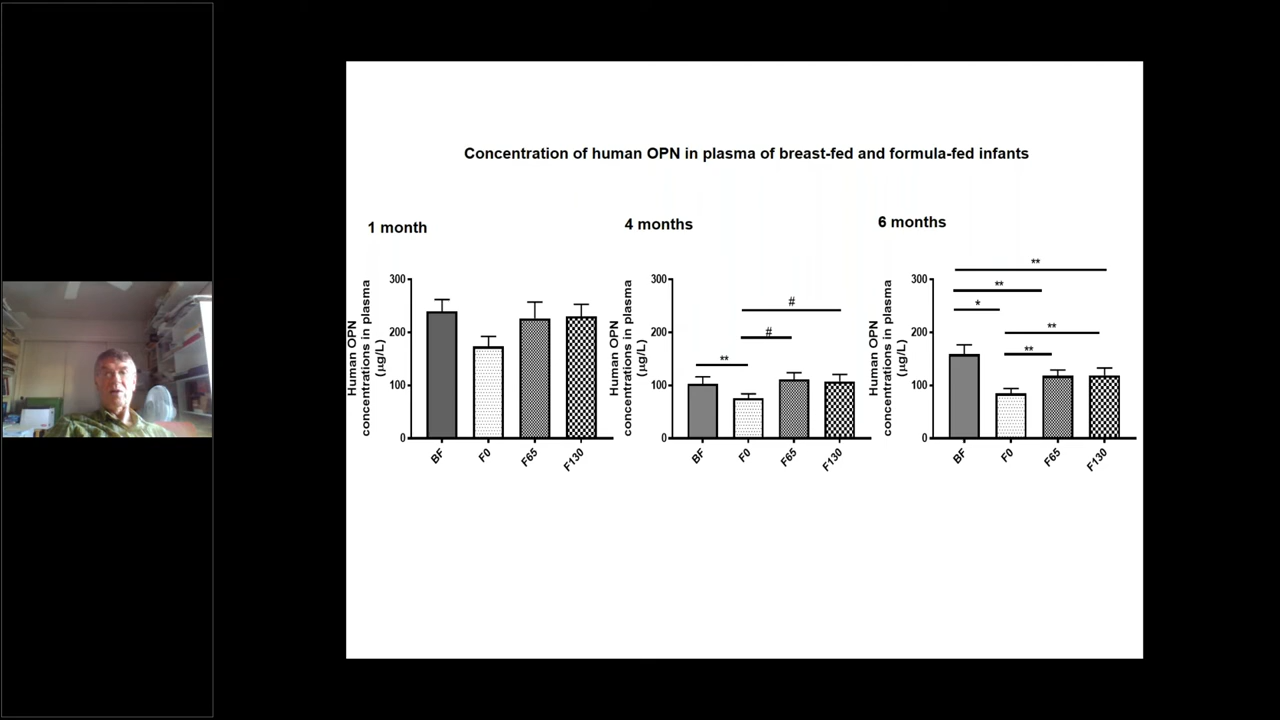 Concentration of human OPN in plasma of breast-fed and formula-fed infants
1 month
Human OPN
concentrations in plasma
(µg/L)
300
200
100
0
BF
F0
F65
F130
4 months
Human OPN
concentrations in plasma
(µg/L)
300
200
100
0
**
#
#
BF
F0
F65
F130
6 months
Human OPN
concentrations in plasma
(µg/L)
300
200
100
0
**
**
*
**
**
BF
F0
F65
F130